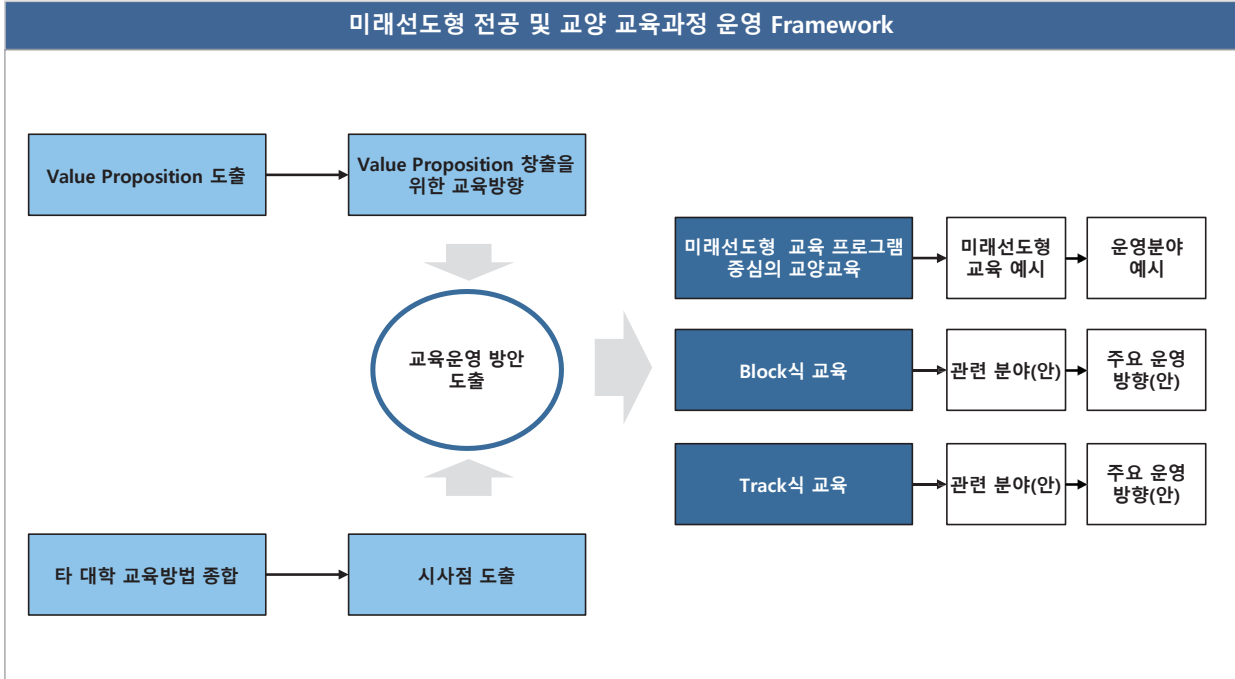 미래선도형 전공 및 교양 교육과정 운영 Framework
Value Proposition 도출
Value Proposition 창출을
위한 교육방향
교육운영 방안
도출
타 대학 교육방법 종합
시사점 도출
미래선도형 교육 프로그램
중심의 교양교육
미래선도형
교육 예시
운영분야
예시
Block식 교육
관련 분야(안)
주요 운영
방향(안)
Track식 교육
관련 분야(안)
주요 운영
방향(안)